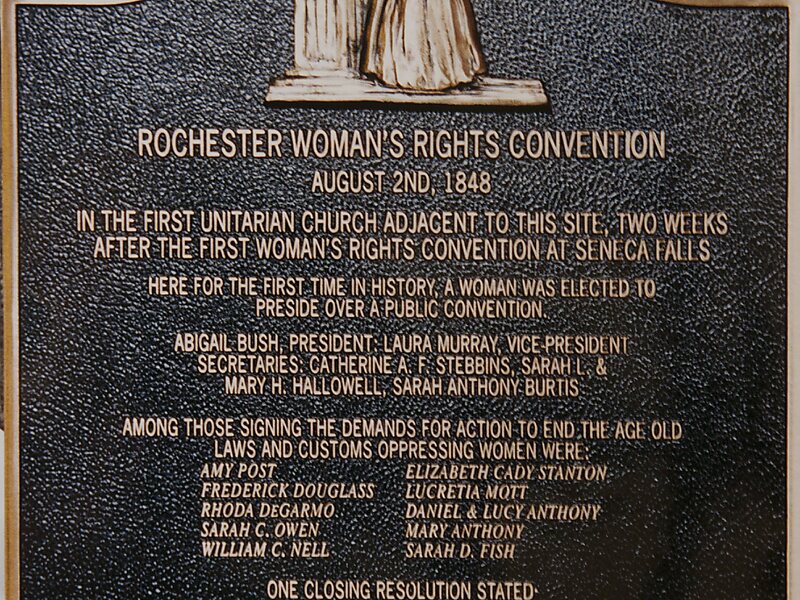 ROCHESTER WOMAN'S RIGHTS CONVENTION
AUGUST 2ND, 1848
IN THE FIRST UNITARIAN CHURCH ADJACENT TO THIS SITE, TWO WEEKS
AFTER THE FIRST WOMAN'S RIGHTS CONVENTION AT SENECA FALLS
HERE FOR THE FIRST TIME IN HISTORY, A WOMAN WAS ELECTED TO
PRESIDE OVER A PUBLIC CONVENTION.
ABIGAIL BUSH, PRESIDENT: LAURA MURRAY, VICE-PRESIDENT
SECRETARIES: CATHERINE A. F. STEBBINS, SARAH L. &
MARY H. HALLOWELL, SARAH ANTHONY BURTIS
AMONG THOSE SIGNING THE DEMANDS FOR ACTION TO END THE AGE OLD
LAWS AND CUSTOMS OPPRESSING WOMEN WERE:
AMY POST ELIZABETH CADY STANTON
FREDERICK DOUGLASS LUCRETIA MOTT
RHODA DeGARMO DANIEL & LUCY ANTHONY
SARAH C. OWEN MARY ANTHONY
WILLIAM C. NELL SARAH D. FISH
ONE CLOSING RESOLUTION STATED